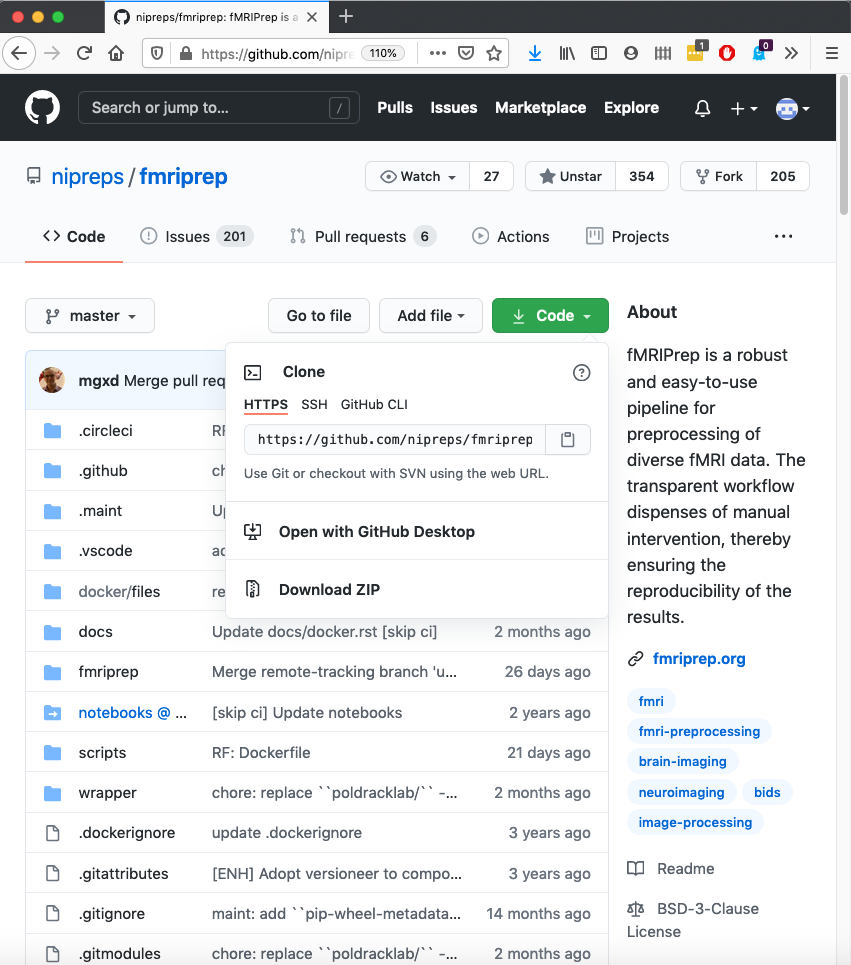 nipreps/fmriprep: fMRIPrep is a
https://github.com/nipre
110%
1
0
Search or jump to...
/
Pulls
Issues
Marketplace
Explore
nipreps / fmriprep
Watch
27
Unstar
354
Fork
205
Code
Issues 201
Pull requests 6
Actions
Projects
master
Go to file
Add file
Code
About
mgxd Merge pull req
Clone
HTTPS SSH GitHub CLI
https://github.com/nipreps/fmriprep
Use Git or checkout with SVN using the web URL.
Open with GitHub Desktop
Download ZIP
.circleci
.github
.maint
.vscode
docker/files
docs Update docs/docker.rst [skip ci] 2 months ago
fmriprep Merge remote-tracking branch 'u... 26 days ago
notebooks @ ... [skip ci] Update notebooks 2 years ago
scripts RF: Dockerfile 21 days ago
wrapper chore: replace ``poldracklab/`` -... 2 months ago
.dockerignore update .dockerignore 3 years ago
.gitattributes [ENH] Adopt versioneer to compo... 3 years ago
.gitignore maint: add ``pip-wheel-metadata... 14 months ago
.gitmodules chore: replace ``poldracklab/`` -... 2 months ago
fMRIPrep is a robust
and easy-to-use
pipeline for
preprocessing of
diverse fMRI data. The
transparent workflow
dispenses of manual
intervention, thereby
ensuring the
reproducibility of the
results.
fmriprep.org
fmri
fmri-preprocessing
brain-imaging
neuroimaging bids
image-processing
Readme
BSD-3-Clause
License